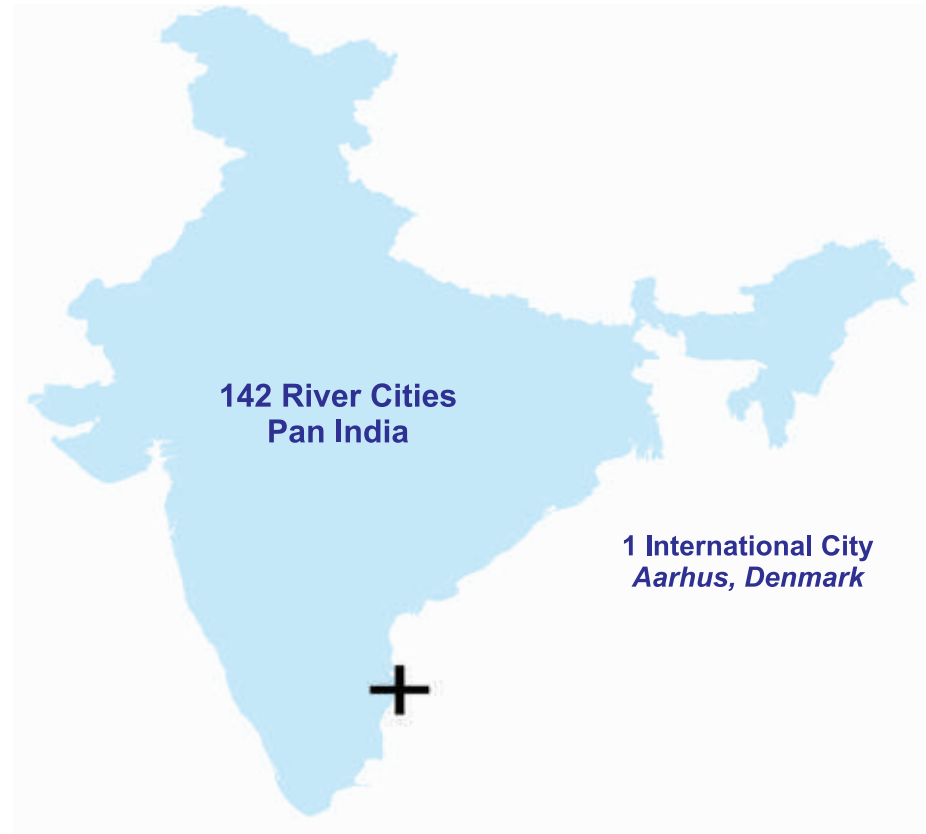 142 River Cities
Pan India
1 International City
Aarhus, Denmark